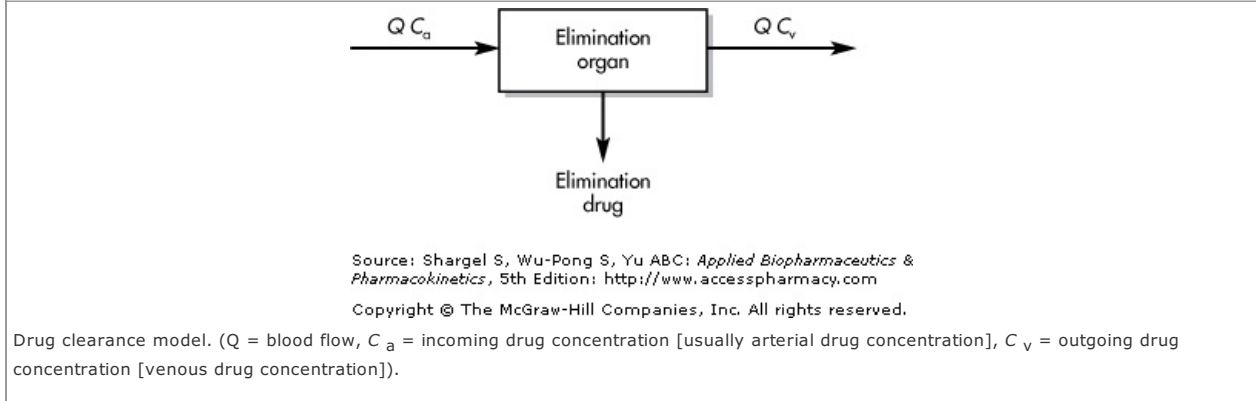 Q Cₐ
Elimination
organ
Q Cᵥ
Elimination
drug
Source: Shargel S, Wu-Pong S, Yu ABC: Applied Biopharmaceutics &
Pharmacokinetics, 5th Edition: http://www.accesspharmacy.com
Copyright © The McGraw-Hill Companies, Inc. All rights reserved.
Drug clearance model. (Q = blood flow, C a = incoming drug concentration [usually arterial drug concentration], C v = outgoing drug
concentration [venous drug concentration]).